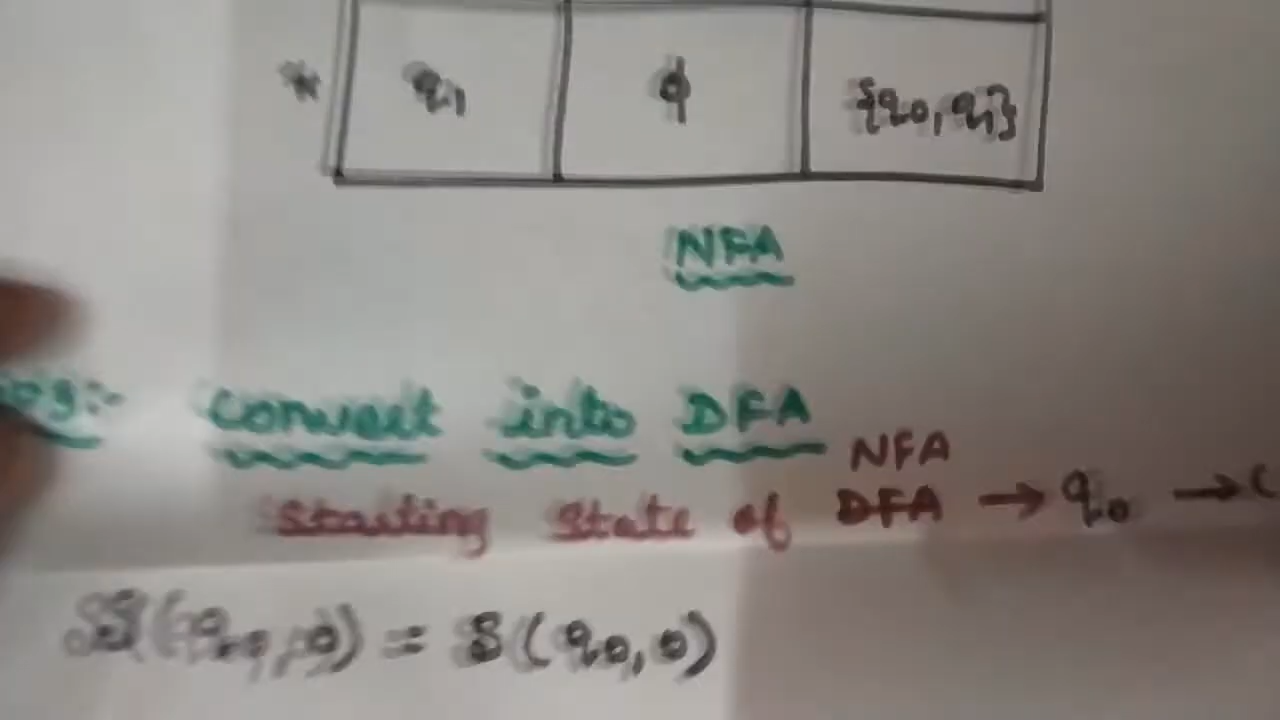 * q1 ϕ {q0, q1}
NFA
convert into DFA
NFA
Starting State of DFA → q0 →
δ(q0, 0) = δ(q0, 0)